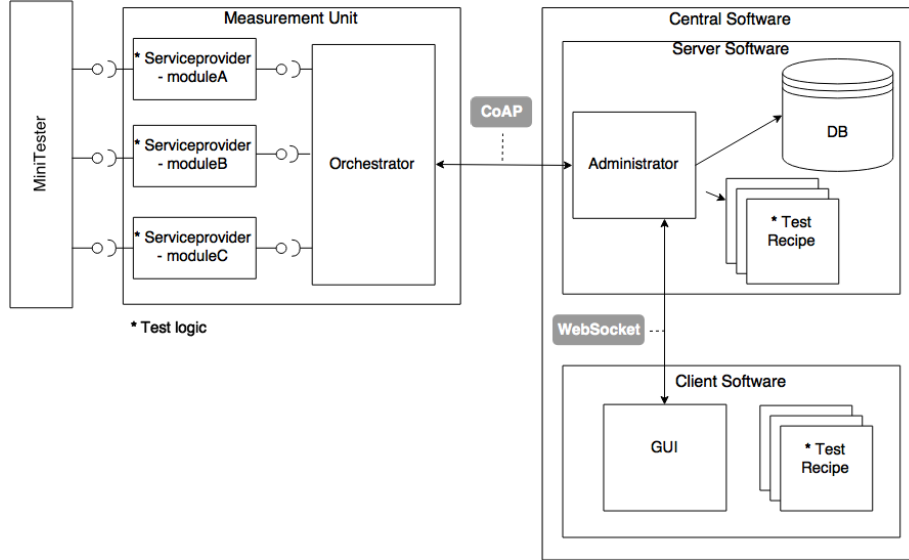 MiniTester
Measurement Unit
* Serviceprovider
- moduleA
* Serviceprovider
- moduleB
* Serviceprovider
- moduleC
Orchestrator
* Test logic
CoAP
Central Software
Server Software
Administrator
DB
* Test
Recipe
WebSocket
Client Software
GUI
* Test
Recipe